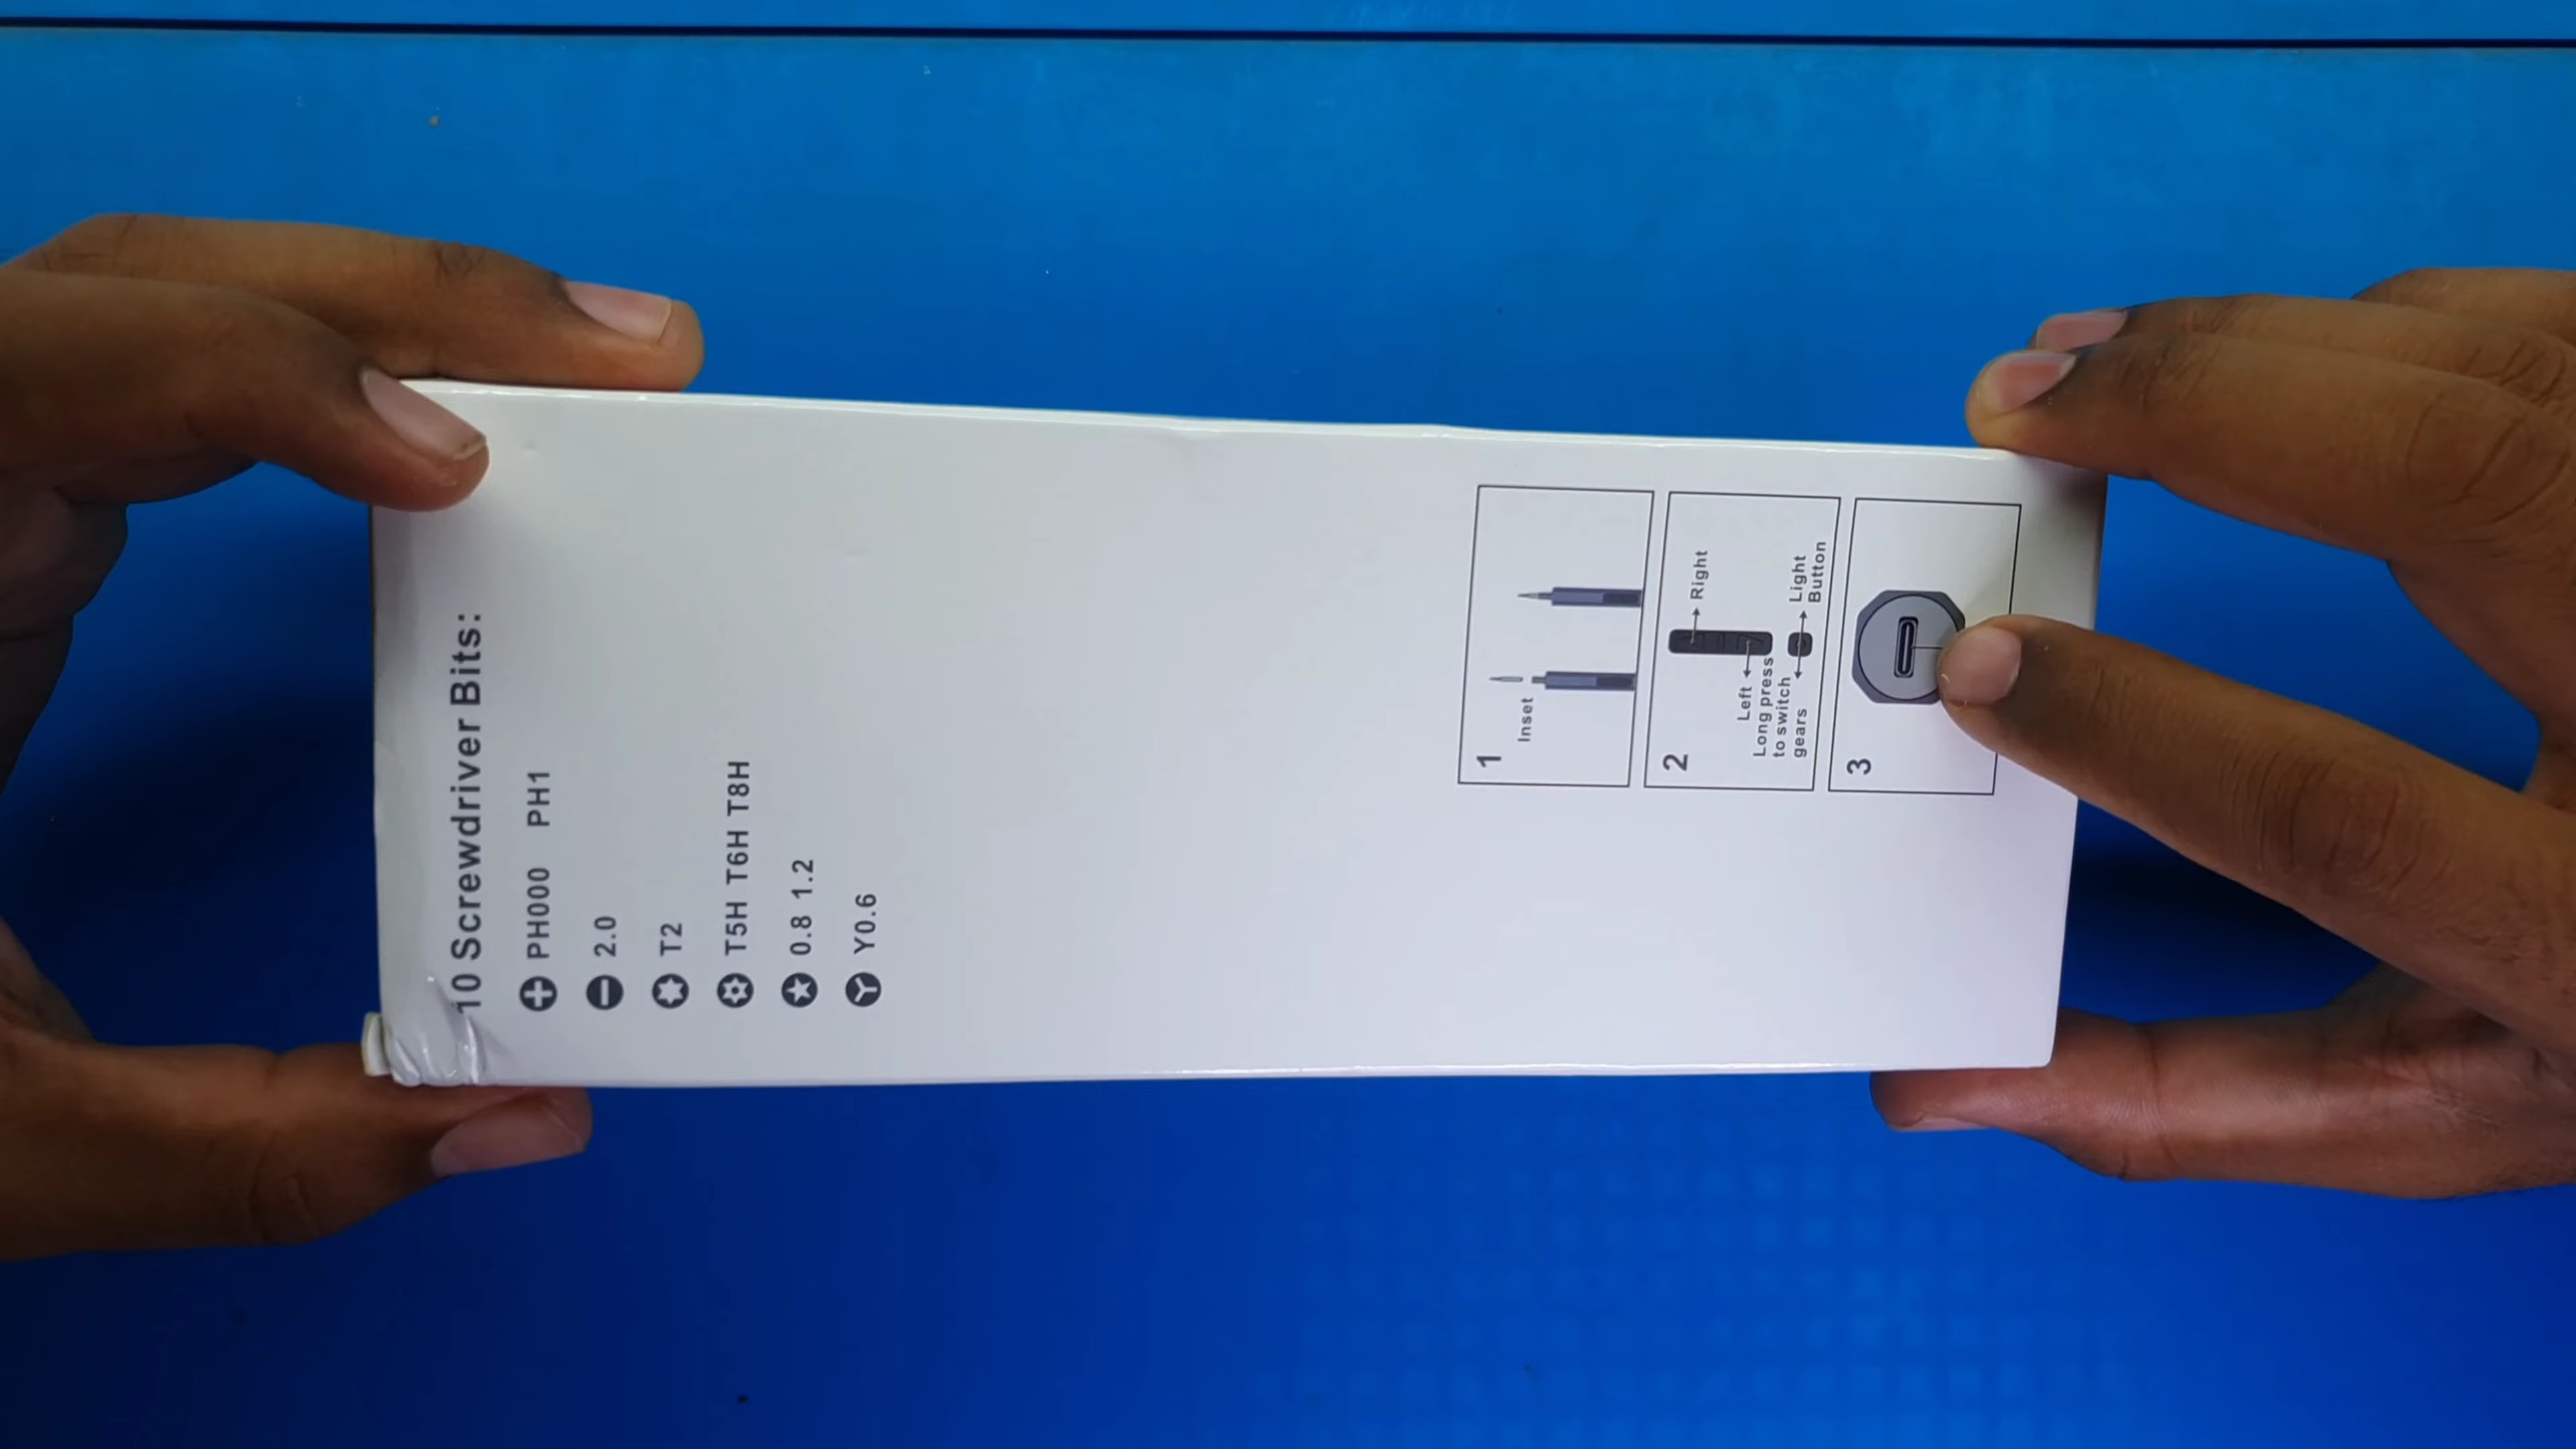 10 Screwdriver Bits:
PH000 PH1
2.0
T2
T5H T6H T8H
0.8 1.2
Y0.6
1
Inset
2
Right
Left
Long press
to switch
gears
Light
Button
3